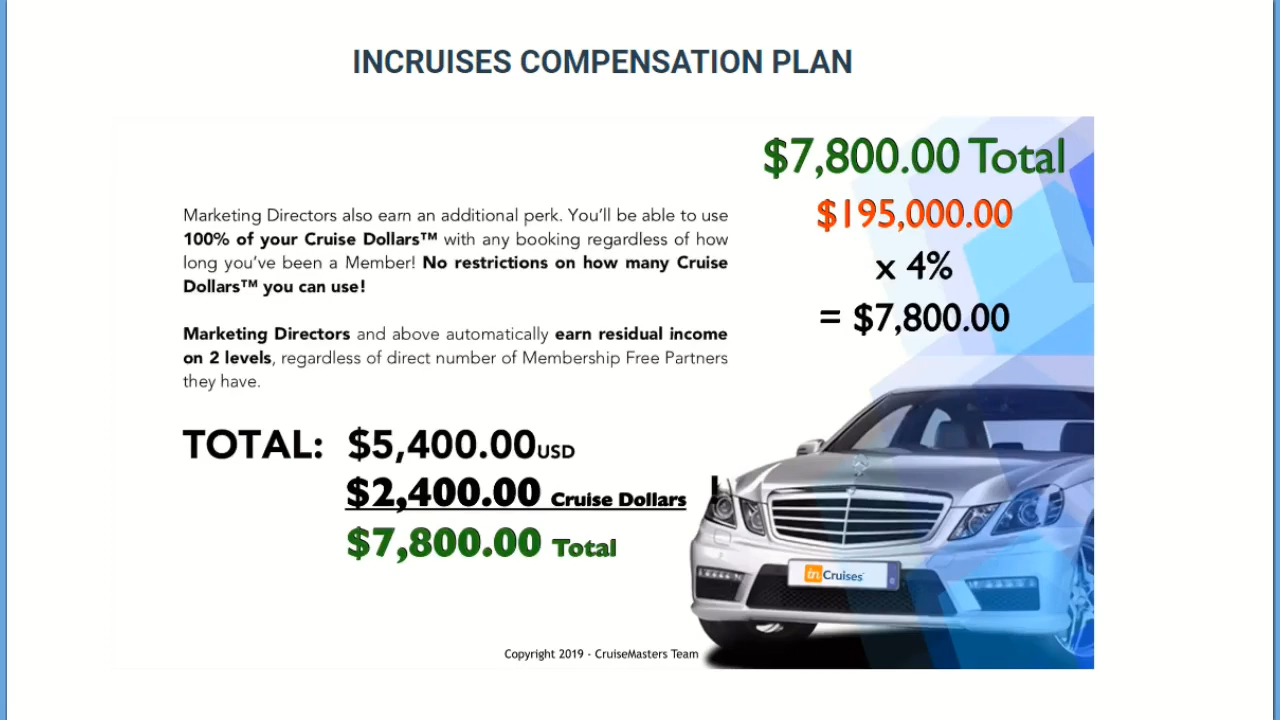 INCRUISES COMPENSATION PLAN
$7,800.00 Total
$195,000.00
x 4%
= $7,800.00
Marketing Directors also earn an additional perk. You'll be able to use
100% of your Cruise Dollars™ with any booking regardless of how
long you've been a Member! No restrictions on how many Cruise
Dollars™ you can use!
Marketing Directors and above automatically earn residual income
on 2 levels, regardless of direct number of Membership Free Partners
they have.
TOTAL: $5,400.00USD
$2,400.00 Cruise Dollars
$7,800.00 Total
in Cruises
Copyright 2019 - CruiseMasters Team